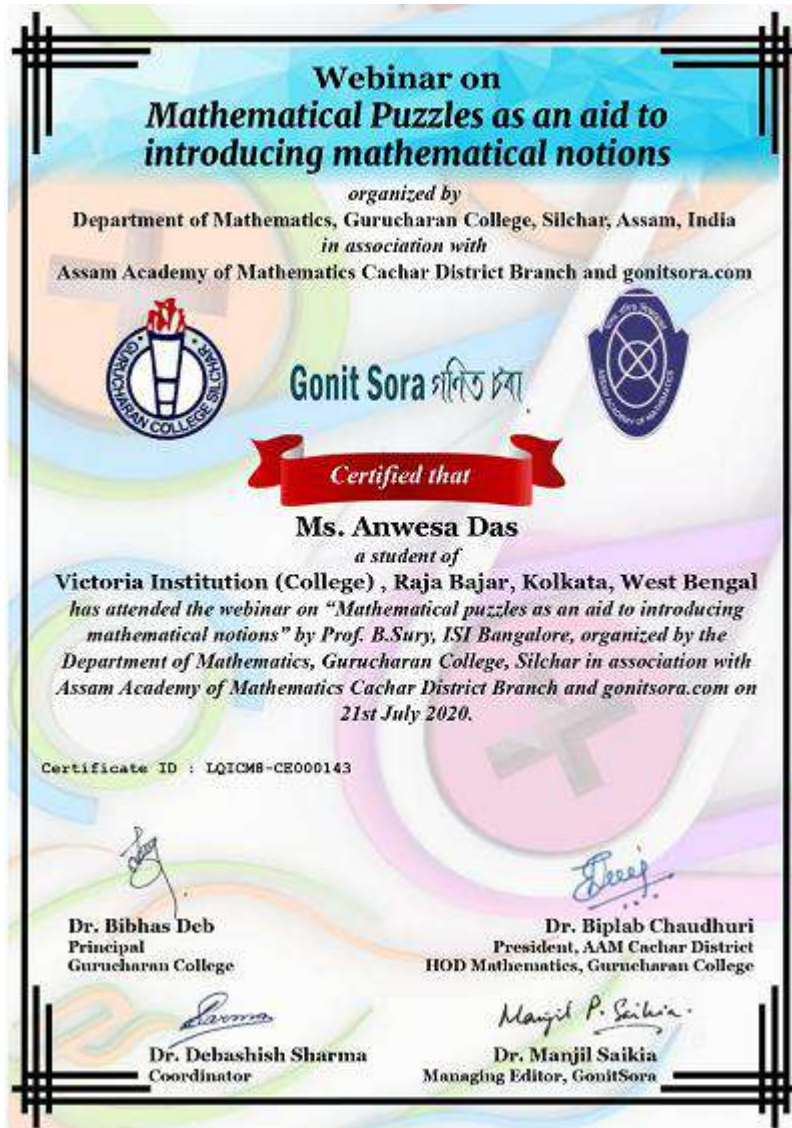 Webinar on
Mathematical Puzzles as an aid to
introducing mathematical notions
organized by
Department of Mathematics, Gurucharan College, Silchar, Assam, India
in association with
Assam Academy of Mathematics Cachar District Branch and gonitsora.com
GURUCHARAN COLLEGE SILCHAR
Gonit Sora গণিত চৰা
ASSAM ACADEMY OF MATHEMATICS
Certified that
Ms. Anwesa Das
a student of
Victoria Institution (College) , Raja Bajar, Kolkata, West Bengal
has attended the webinar on “Mathematical puzzles as an aid to introducing
mathematical notions” by Prof. B.Sury, ISI Bangalore, organized by the
Department of Mathematics, Gurucharan College, Silchar in association with
Assam Academy of Mathematics Cachar District Branch and gonitsora.com on
21st July 2020.
Certificate ID : LQICM8-CE000143
Dr. Bibhas Deb
Principal
Gurucharan College
Dr. Biplab Chaudhuri
President, AAM Cachar District
HOD Mathematics, Gurucharan College
Sarma
Manjil P. Saikia.
Dr. Debashish Sharma
Coordinator
Dr. Manjil Saikia
Managing Editor, GonitSora